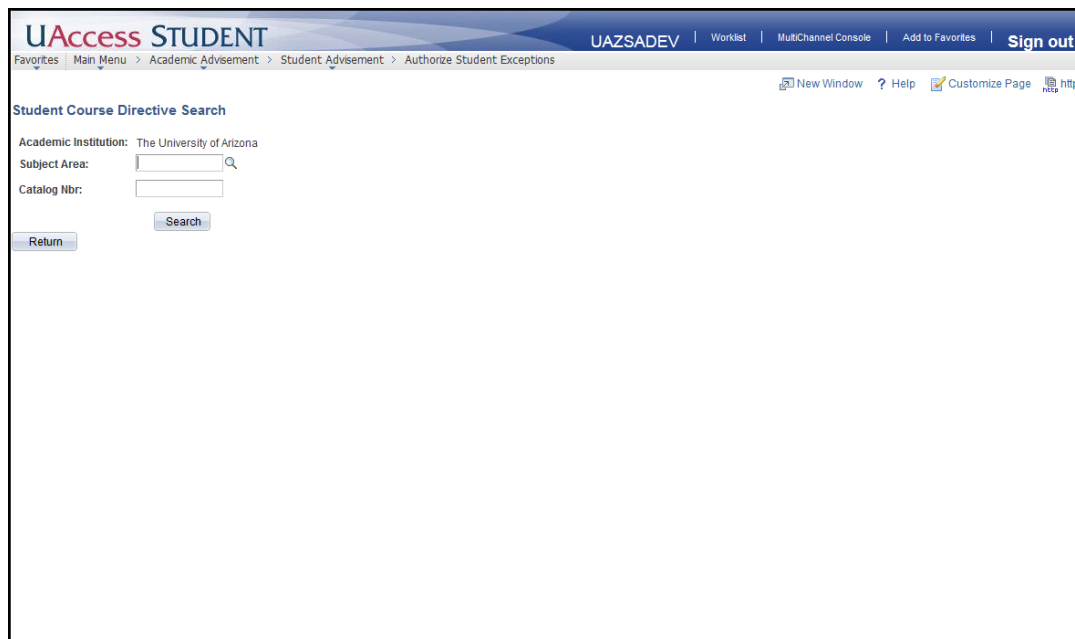 UACCESS STUDENT
UAZSADEV | Worklist | MultiChannel Console | Add to Favorites | Sign out
Favorites Main Menu > Academic Advisement > Student Advisement > Authorize Student Exceptions
New Window ? Help Customize Page http
Student Course Directive Search
Academic Institution: The University of Arizona
Subject Area:
Catalog Nbr:
Search
Return